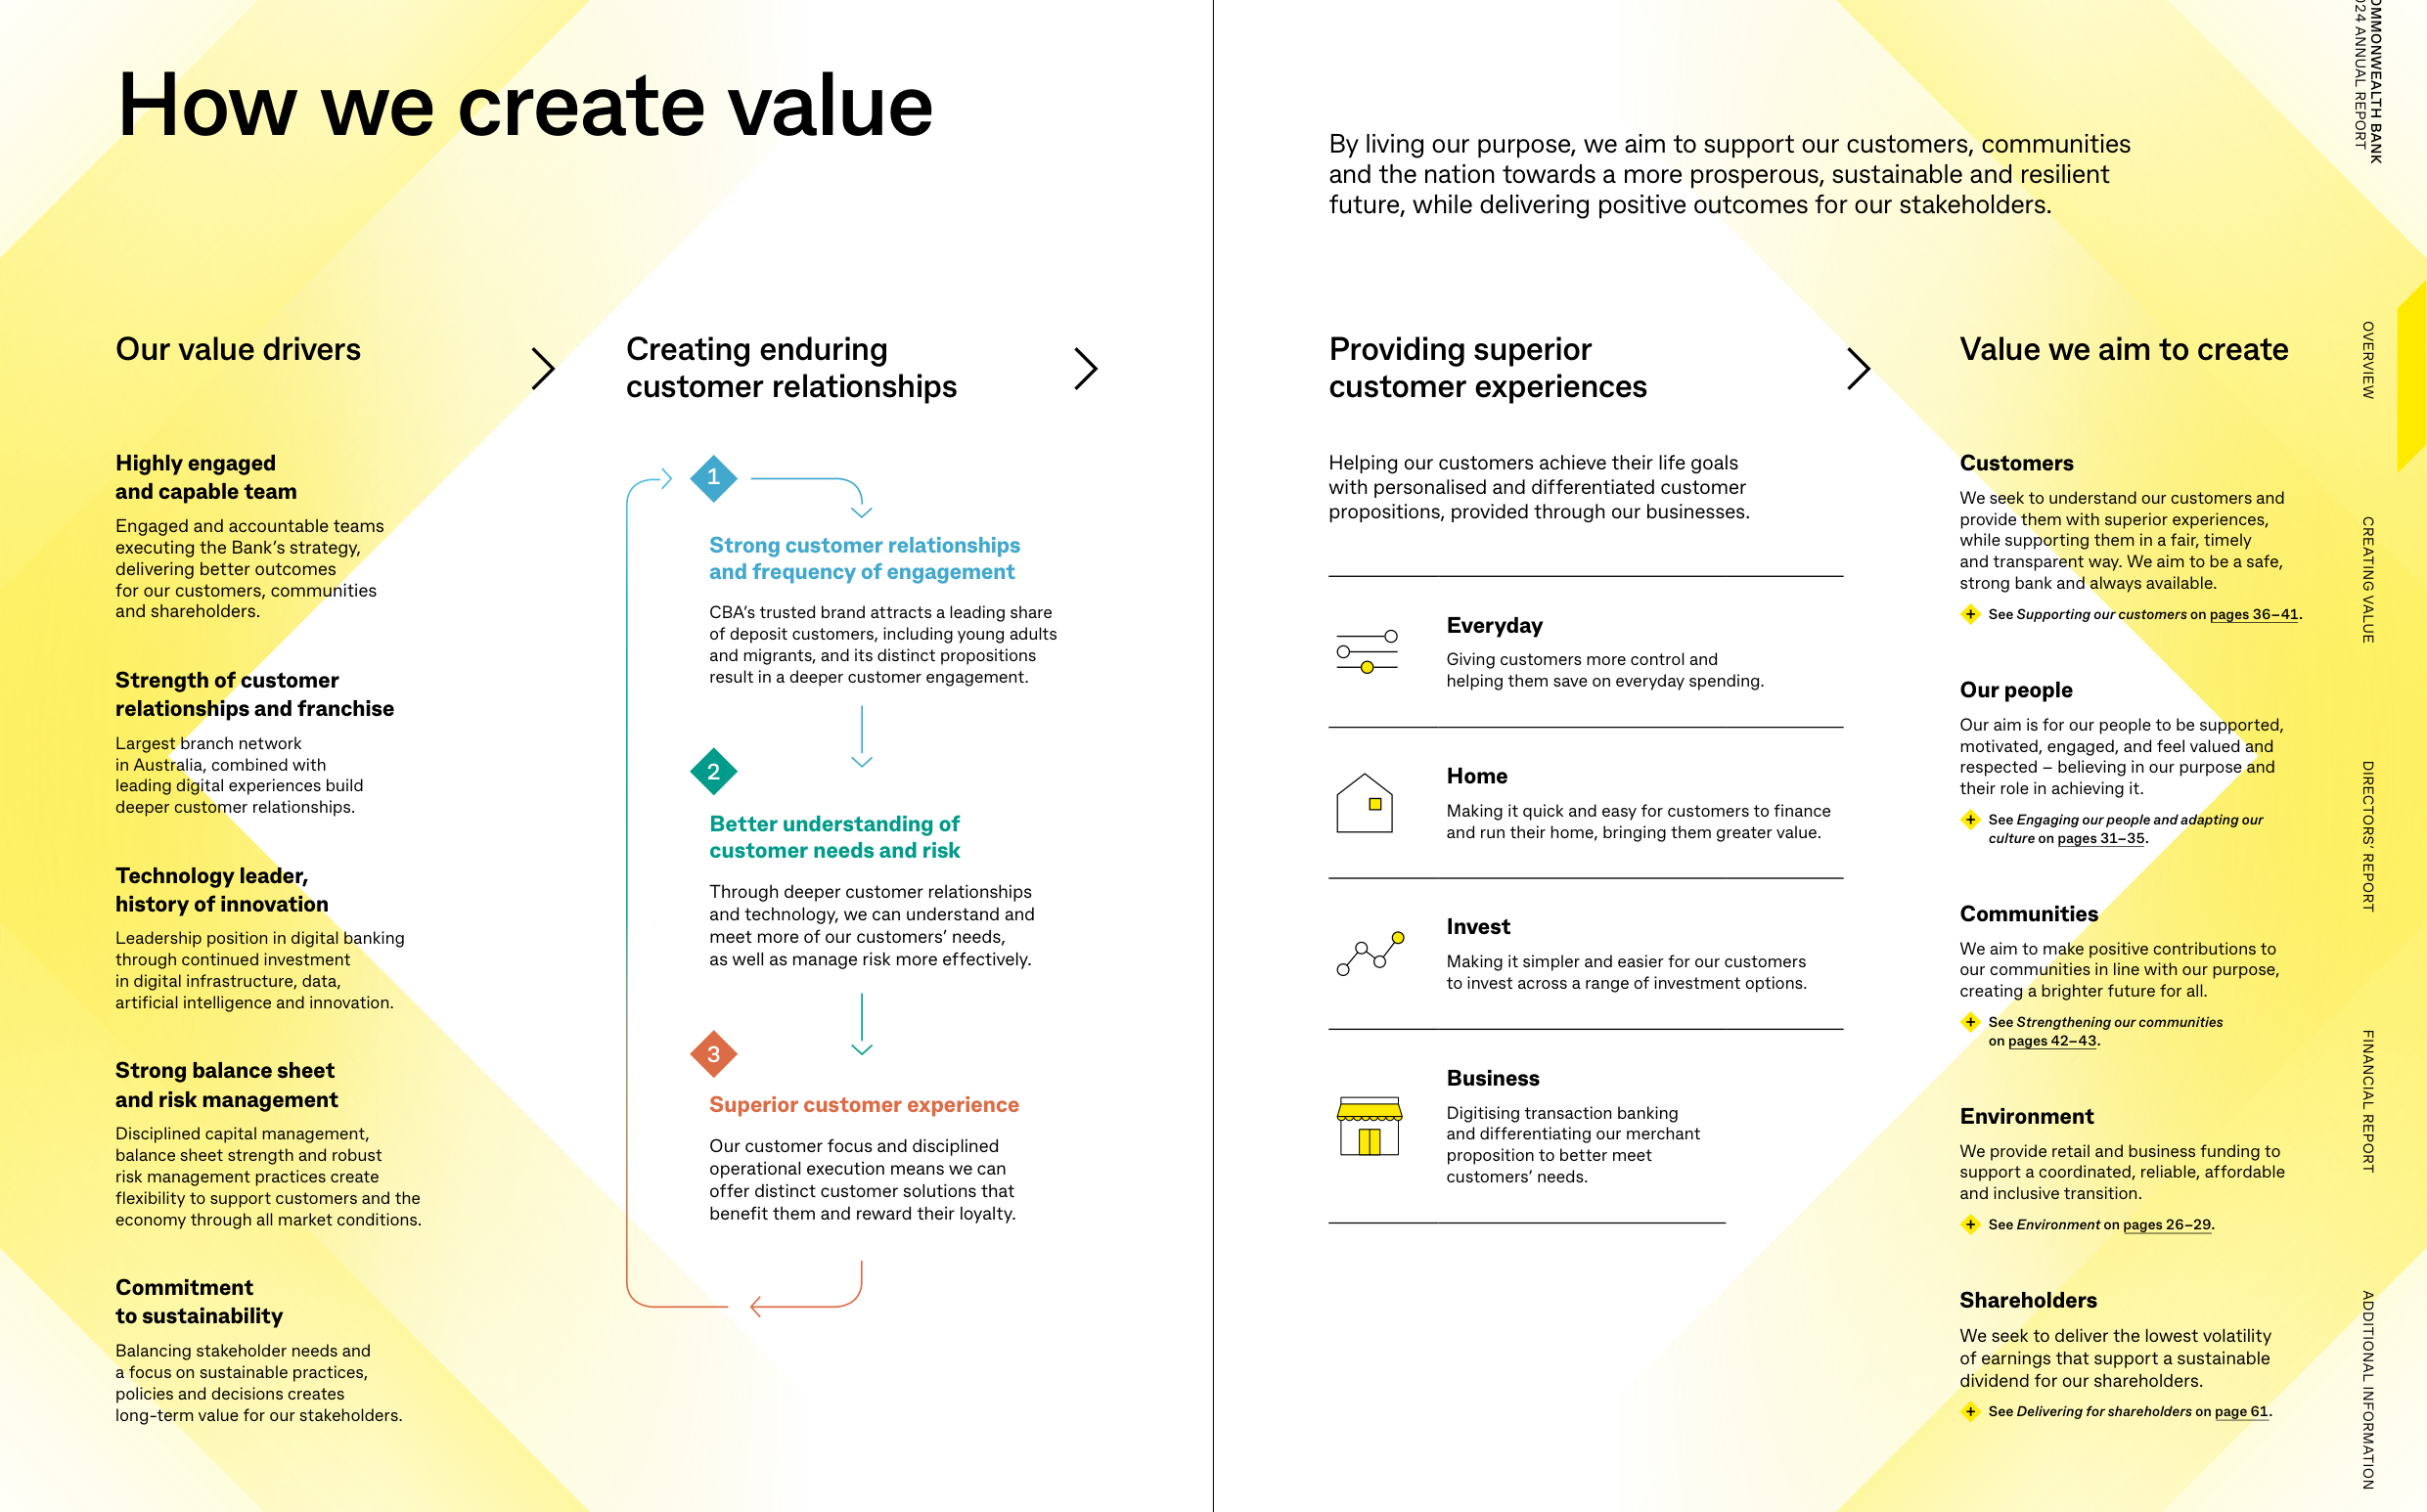 How we create value
Our value drivers
Highly engaged
and capable team
Engaged and accountable teams
executing the Bank’s strategy,
delivering better outcomes
for our customers, communities
and shareholders.
Strength of customer
relationships and franchise
Largest branch network
in Australia, combined with
leading digital experiences build
deeper customer relationships.
Technology leader,
history of innovation
Leadership position in digital banking
through continued investment
in digital infrastructure, data,
artificial intelligence and innovation.
Strong balance sheet
and risk management
Disciplined capital management,
balance sheet strength and robust
risk management practices create
flexibility to support customers and the
economy through all market conditions.
Commitment
to sustainability
Balancing stakeholder needs and
a focus on sustainable practices,
policies and decisions creates
long-term value for our stakeholders.
Creating enduring
customer relationships
1
Strong customer relationships
and frequency of engagement
CBA’s trusted brand attracts a leading share
of deposit customers, including young adults
and migrants, and its distinct propositions
result in a deeper customer engagement.
2
Better understanding of
customer needs and risk
Through deeper customer relationships
and technology, we can understand and
meet more of our customers’ needs,
as well as manage risk more effectively.
3
Superior customer experience
Our customer focus and disciplined
operational execution means we can
offer distinct customer solutions that
benefit them and reward their loyalty.
By living our purpose, we aim to support our customers, communities
and the nation towards a more prosperous, sustainable and resilient
future, while delivering positive outcomes for our stakeholders.
Providing superior
customer experiences
Helping our customers achieve their life goals
with personalised and differentiated customer
propositions, provided through our businesses.
Everyday
Giving customers more control and
helping them save on everyday spending.
Home
Making it quick and easy for customers to finance
and run their home, bringing them greater value.
Invest
Making it simpler and easier for our customers
to invest across a range of investment options.
Business
Digitising transaction banking
and differentiating our merchant
proposition to better meet
customers’ needs.
Value we aim to create
Customers
We seek to understand our customers and
provide them with superior experiences,
while supporting them in a fair, timely
and transparent way. We aim to be a safe,
strong bank and always available.
+ See Supporting our customers on pages 36–41.
Our people
Our aim is for our people to be supported,
motivated, engaged, and feel valued and
respected – believing in our purpose and
their role in achieving it.
+ See Engaging our people and adapting our
culture on pages 31–35.
Communities
We aim to make positive contributions to
our communities in line with our purpose,
creating a brighter future for all.
+ See Strengthening our communities
on pages 42–43.
Environment
We provide retail and business funding to
support a coordinated, reliable, affordable
and inclusive transition.
+ See Environment on pages 26–29.
Shareholders
We seek to deliver the lowest volatility
of earnings that support a sustainable
dividend for our shareholders.
+ See Delivering for shareholders on page 61.
OMMONWEALTH BANK
024 ANNUAL REPORT
OVERVIEW
CREATING VALUE
DIRECTORS’ REPORT
FINANCIAL REPORT
ADDITIONAL INFORMATION